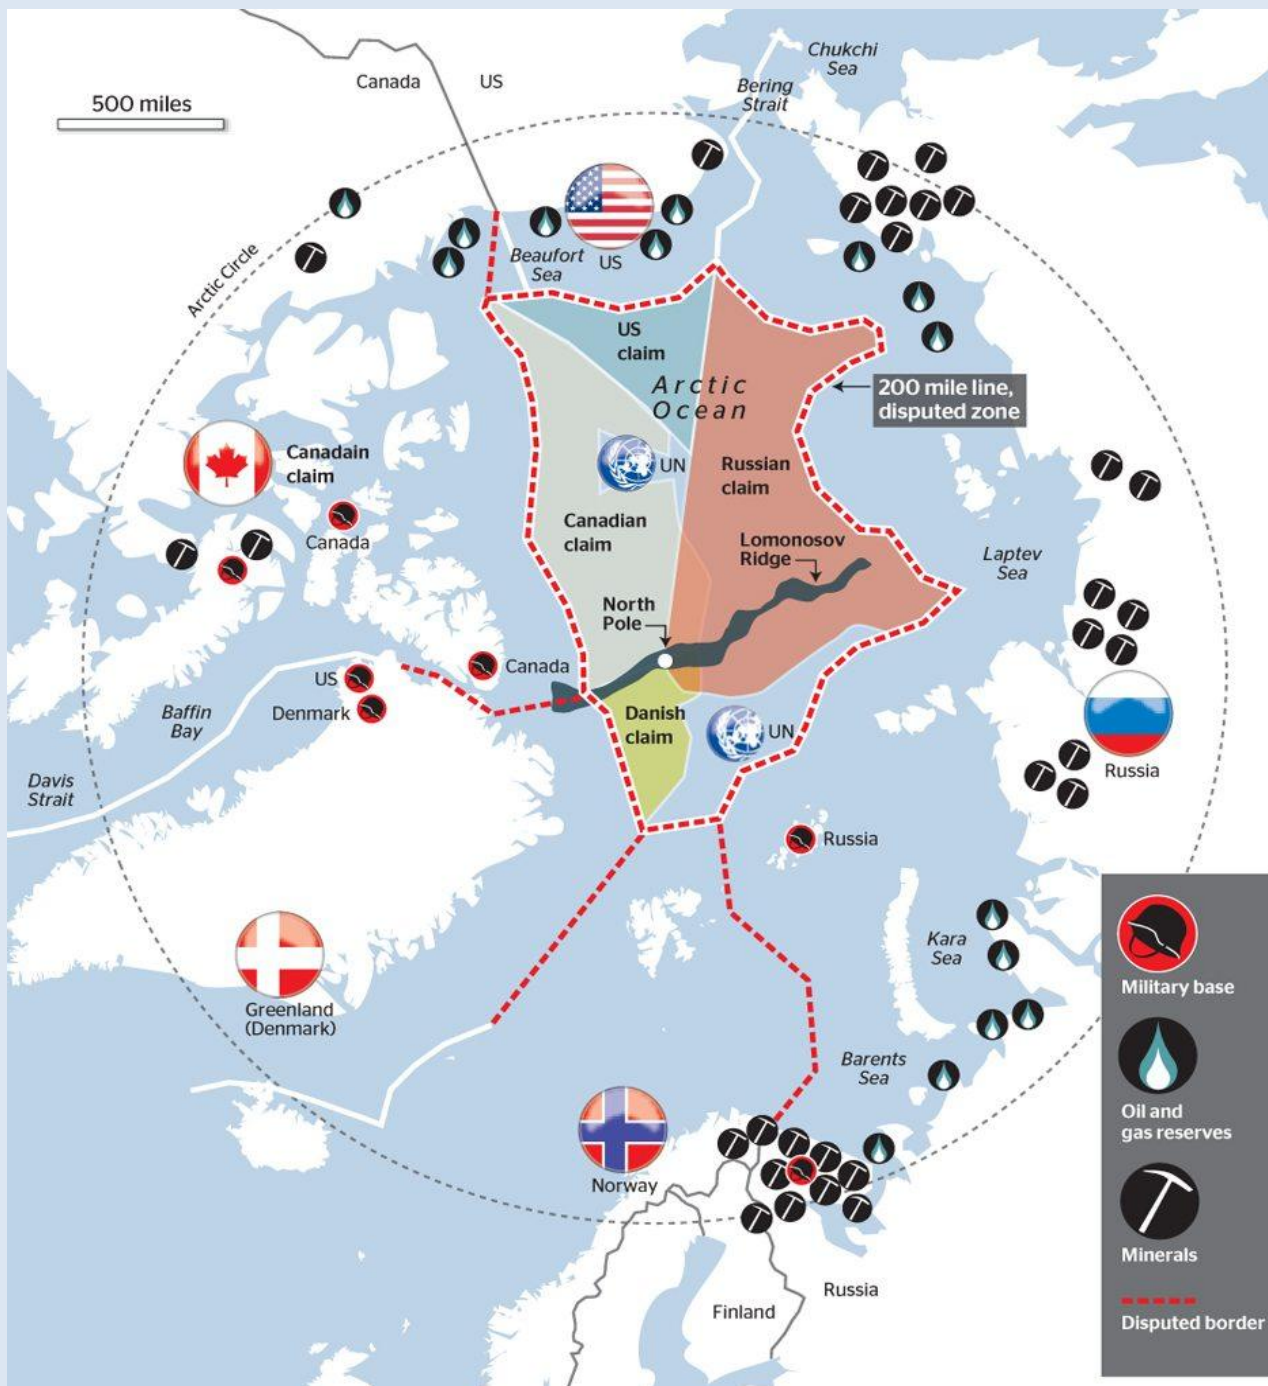 Chukchi
Sea
Canada
US
Bering
Strait
500 miles
Arctic Circle
Beaufort
Sea
US
US
claim
Arctic
Ocean
200 mile line,
disputed zone
Canadain
claim
UN
Russian
claim
Canada
Canadian
claim
Lomonosov
Ridge
Laptev
Sea
North
Pole
Canada
US
Denmark
Baffin
Bay
Danish
claim
UN
Davis
Strait
Russia
Russia
Kara
Sea
Military base
Greenland
(Denmark)
Barents
Sea
Oil and
gas reserves
Norway
Minerals
Russia
Finland
Disputed border